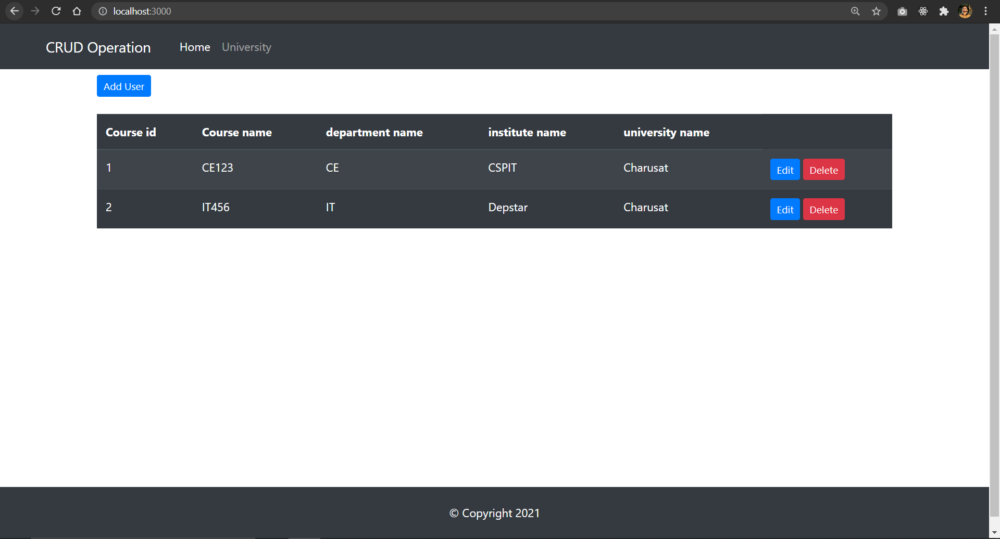 localhost:3000
CRUD Operation Home University
Add User
Course id Course name department name institute name university name
1 CE123 CE CSPIT Charusat Edit Delete
2 IT456 IT Depstar Charusat Edit Delete
© Copyright 2021